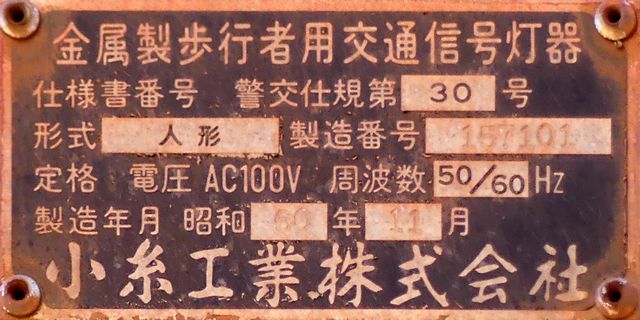 金属製歩行者用交通信号灯器
仕様書番号 警交仕規第 30 号
形式 人形 製造番号 157101
定格 電圧 AC100V 周波数 50/60 Hz
製造年月 昭和 60 年 11 月
小糸工業株式会社